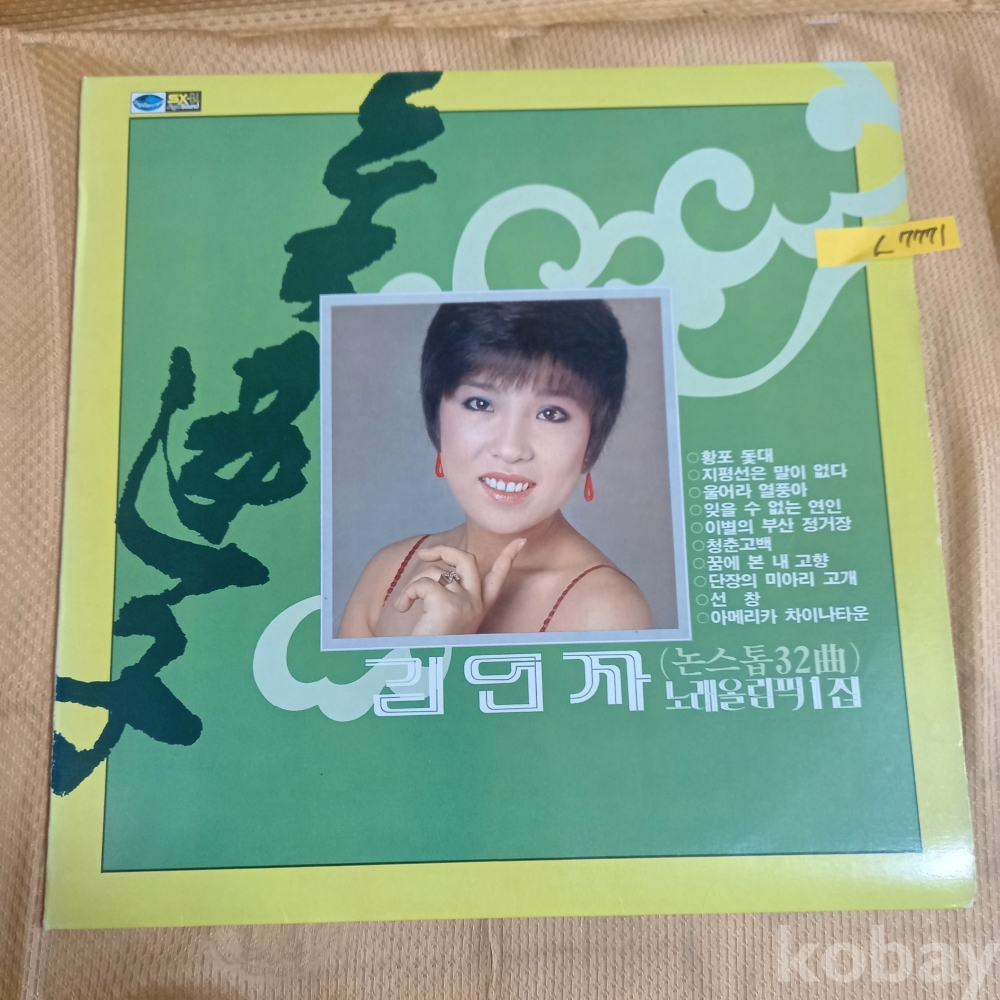 SX-84
L7771
○황포 돛대
○지평선은 말이 없다
○울어라 열풍아
○잊을 수 없는 연인
○이별의 부산 정거장
○청춘고백
○꿈에 본 내 고향
○단장의 미아리 고개
○선 창
○아메리카 차이나타운
김연자
(논스톱32曲)
노래올림픽1집
kobay